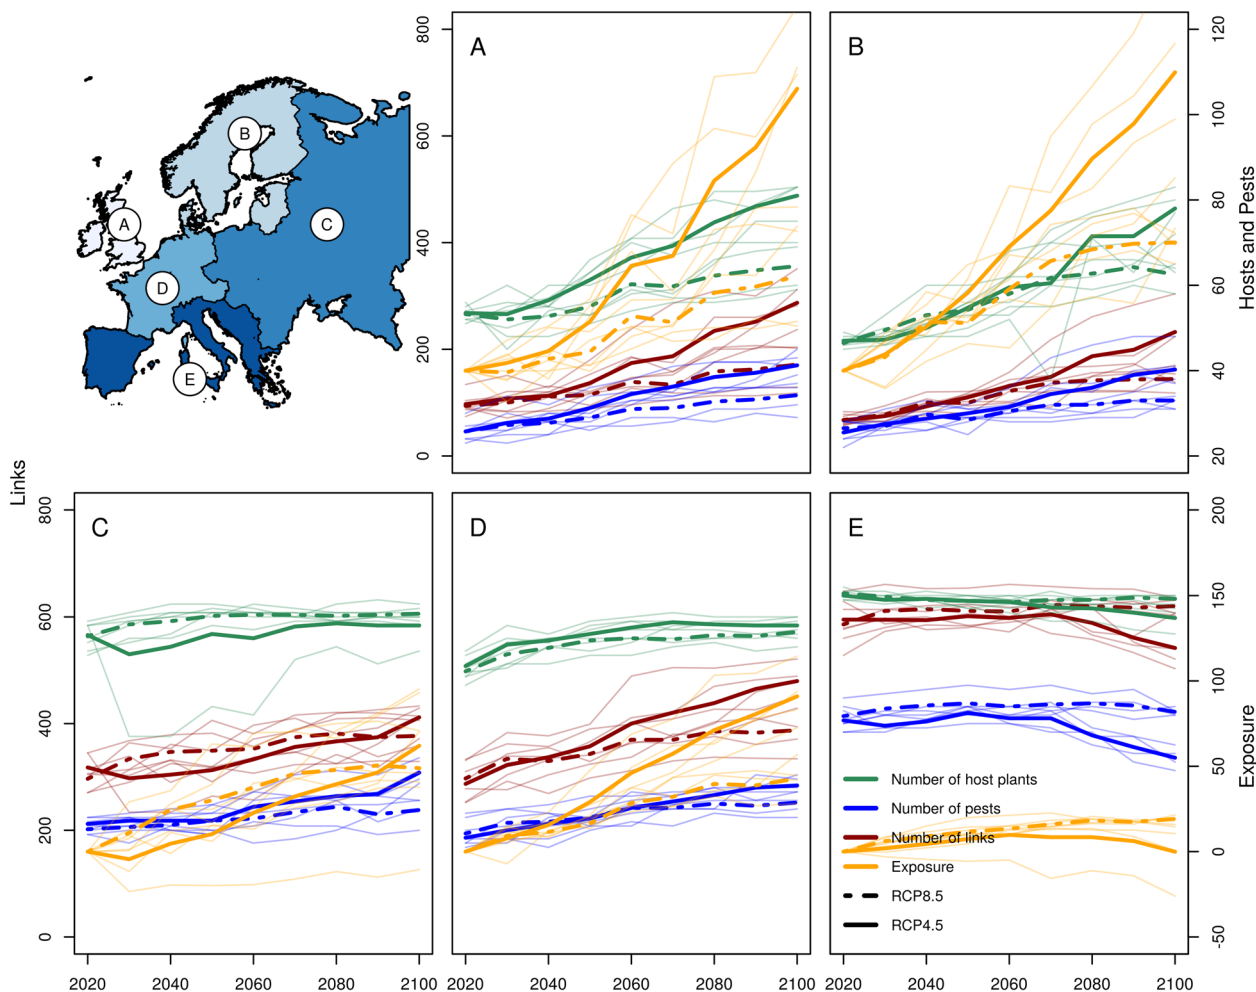 A
B
C
D
E
A
0 200 400 600 800
B
20 40 60 80 100 120
Hosts and Pests
Links
C
0 200 400 600 800
D
E
-50 0 50 100 150 200
Exposure
Number of host plants
Number of pests
Number of links
Exposure
RCP8.5
RCP4.5
2020 2040 2060 2080 2100
2020 2040 2060 2080 2100
2020 2040 2060 2080 2100